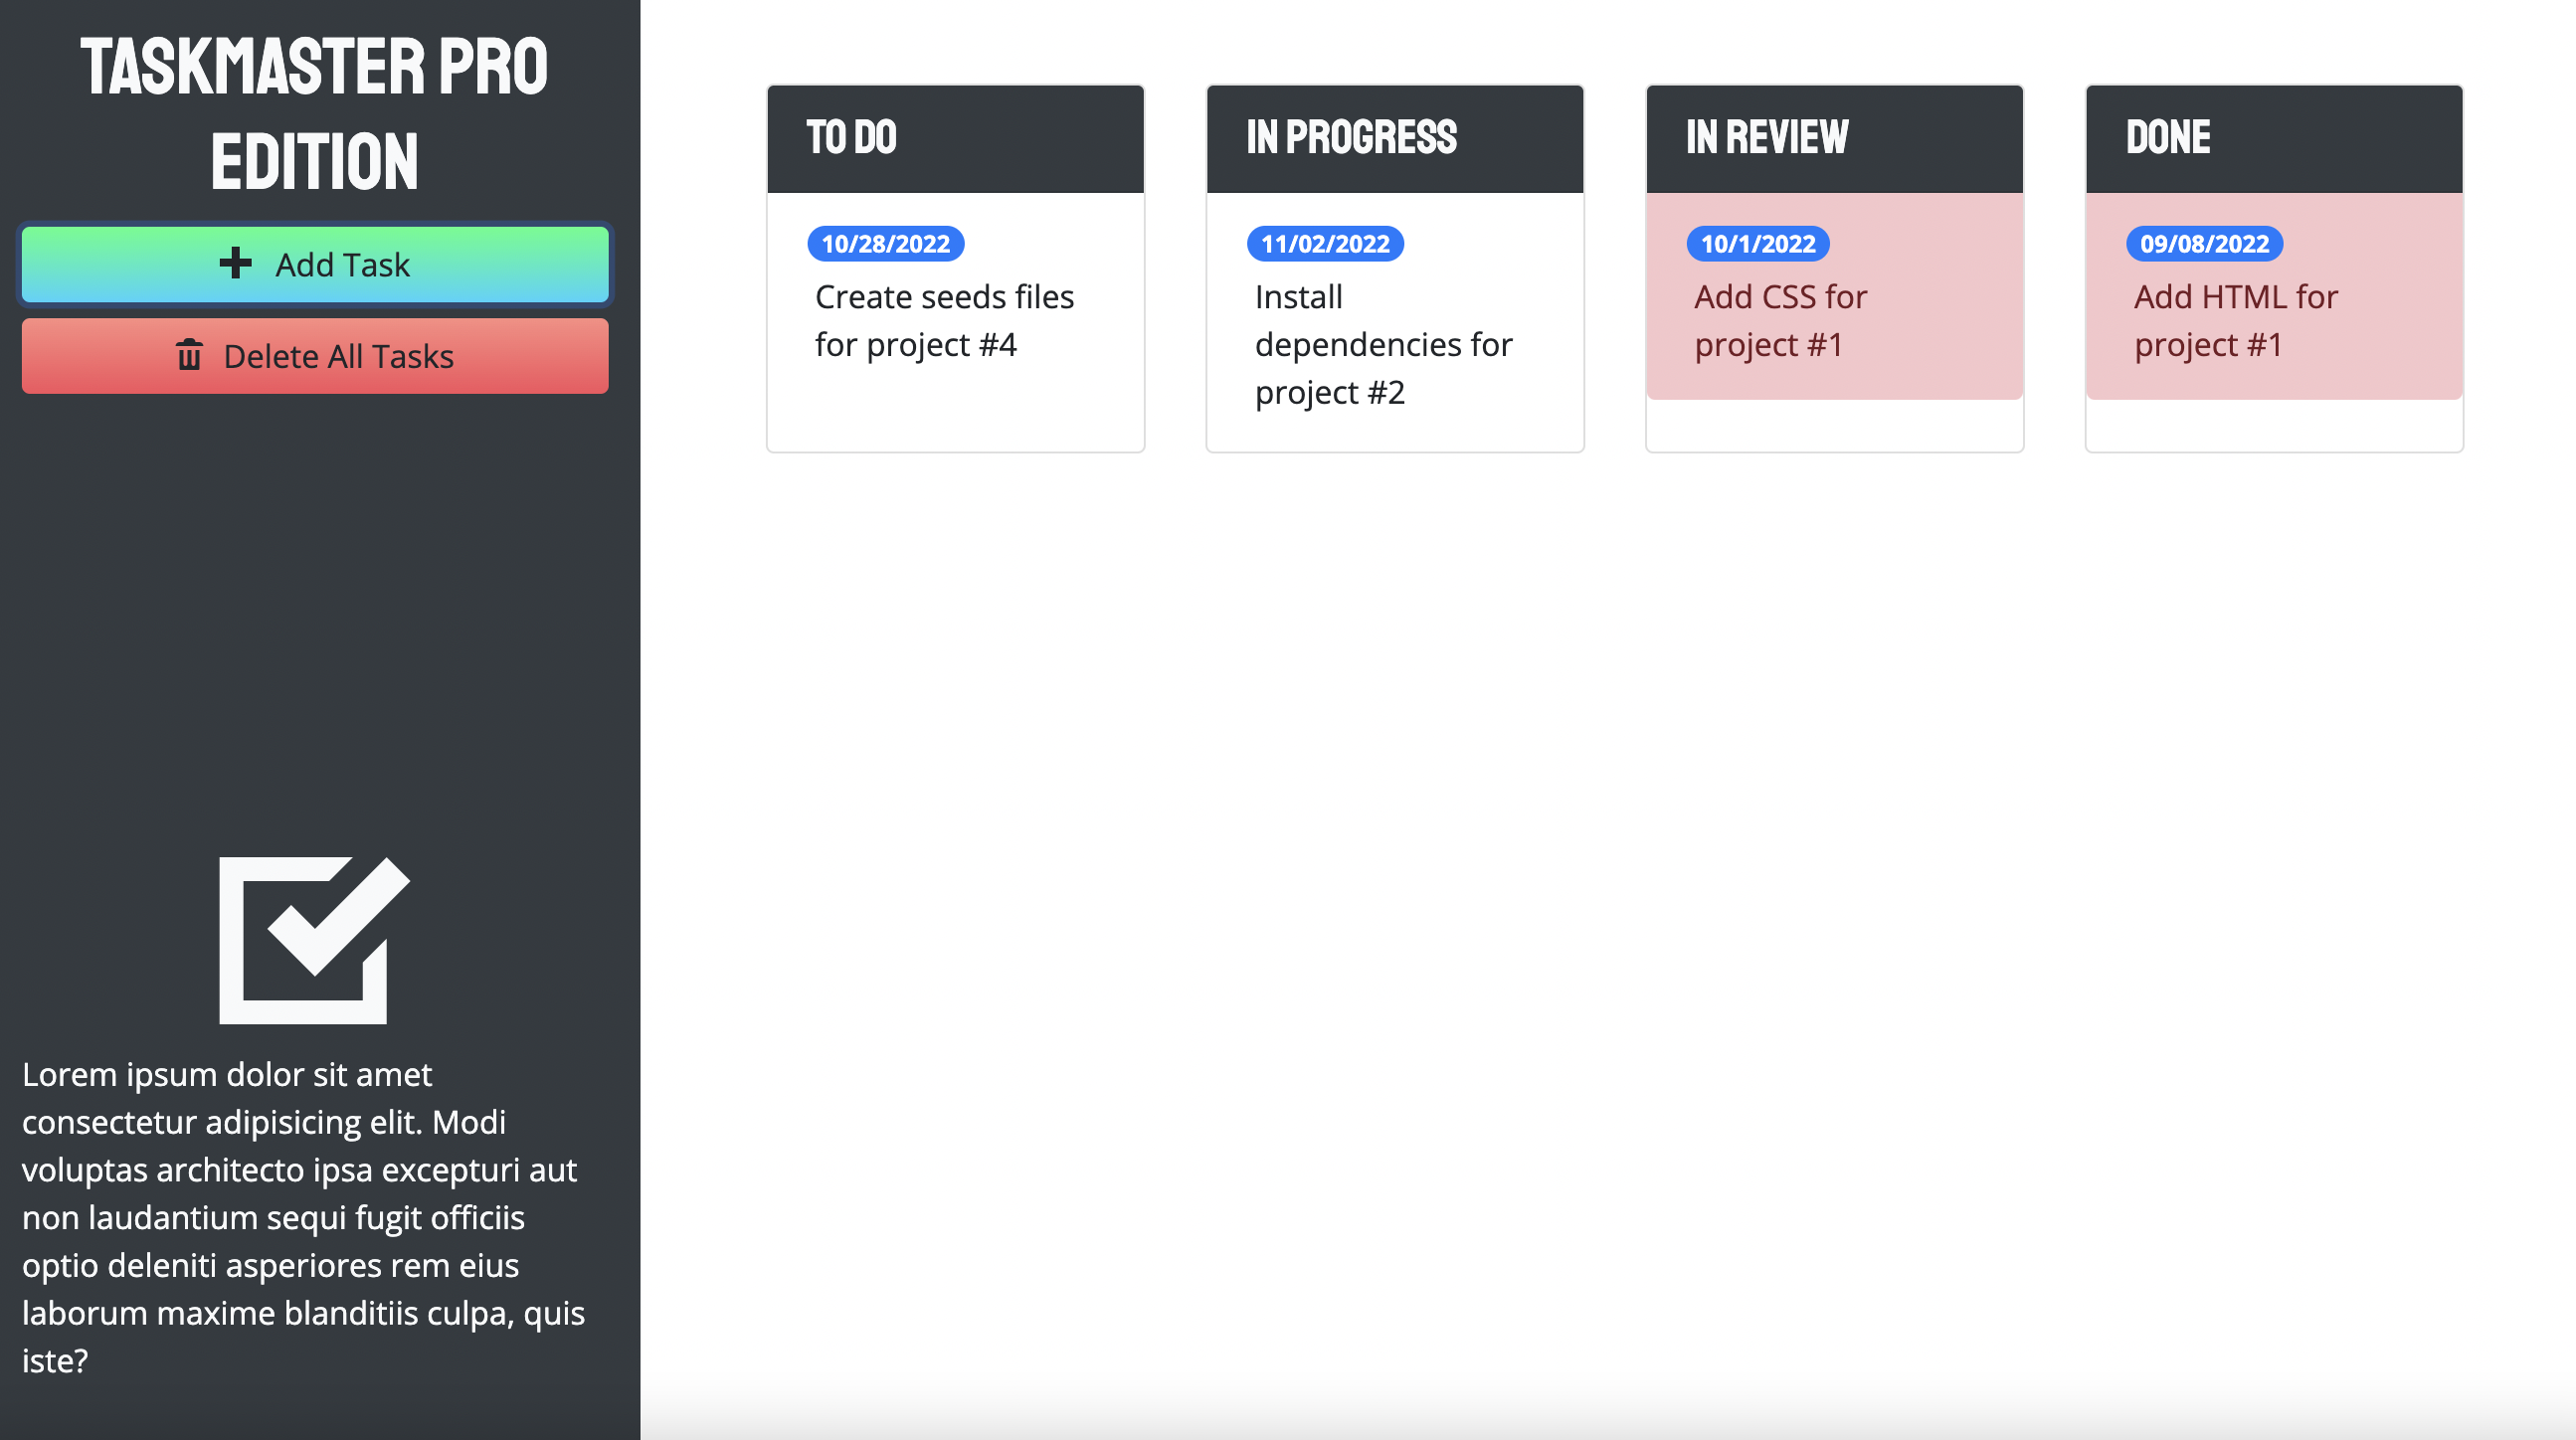 TASKMASTER PRO
EDITION
Add Task
Delete All Tasks
Lorem ipsum dolor sit amet
consectetur adipisicing elit. Modi
voluptas architecto ipsa excepturi aut
non laudantium sequi fugit officiis
optio deleniti asperiores rem eius
laborum maxime blanditiis culpa, quis
iste?
TO DO
10/28/2022
Create seeds files
for project #4
IN PROGRESS
11/02/2022
Install
dependencies for
project #2
IN REVIEW
10/1/2022
Add CSS for
project #1
DONE
09/08/2022
Add HTML for
project #1